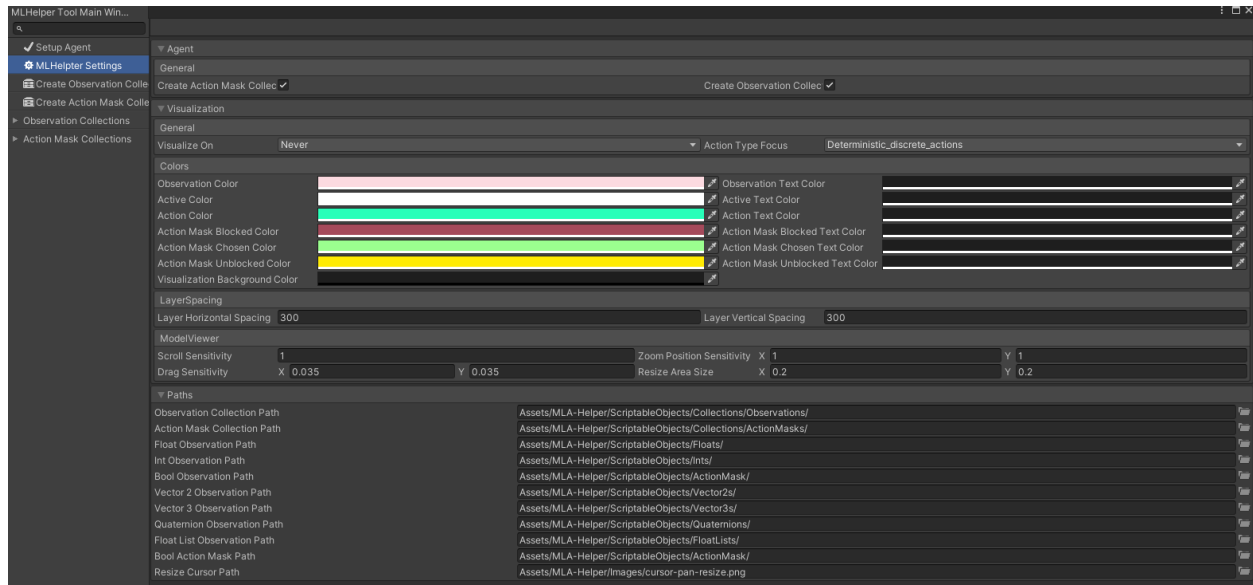 MLHelper Tool Main Win...
Setup Agent
MLHelpter Settings
Create Observation Colle
Create Action Mask Colle
Observation Collections
Action Mask Collections
Agent
General
Create Action Mask Collec Create Observation Collec
Visualization
General
Visualize On Never Action Type Focus Deterministic_discrete_actions
Colors
Observation Color Observation Text Color
Active Color Active Text Color
Action Color Action Text Color
Action Mask Blocked Color Action Mask Blocked Text Color
Action Mask Chosen Color Action Mask Chosen Text Color
Action Mask Unblocked Color Action Mask Unblocked Text Color
Visualization Background Color
LayerSpacing
Layer Horizontal Spacing 300 Layer Vertical Spacing 300
ModelViewer
Scroll Sensitivity 1 Zoom Position Sensitivity X 1 Y 1
Drag Sensitivity X 0.035 Y 0.035 Resize Area Size X 0.2 Y 0.2
Paths
Observation Collection Path Assets/MLA-Helper/ScriptableObjects/Collections/Observations/
Action Mask Collection Path Assets/MLA-Helper/ScriptableObjects/Collections/ActionMasks/
Float Observation Path Assets/MLA-Helper/ScriptableObjects/Floats/
Int Observation Path Assets/MLA-Helper/ScriptableObjects/Ints/
Bool Observation Path Assets/MLA-Helper/ScriptableObjects/ActionMask/
Vector 2 Observation Path Assets/MLA-Helper/ScriptableObjects/Vector2s/
Vector 3 Observation Path Assets/MLA-Helper/ScriptableObjects/Vector3s/
Quaternion Observation Path Assets/MLA-Helper/ScriptableObjects/Quaternions/
Float List Observation Path Assets/MLA-Helper/ScriptableObjects/FloatLists/
Bool Action Mask Path Assets/MLA-Helper/ScriptableObjects/ActionMask/
Resize Cursor Path Assets/MLA-Helper/Images/cursor-pan-resize.png